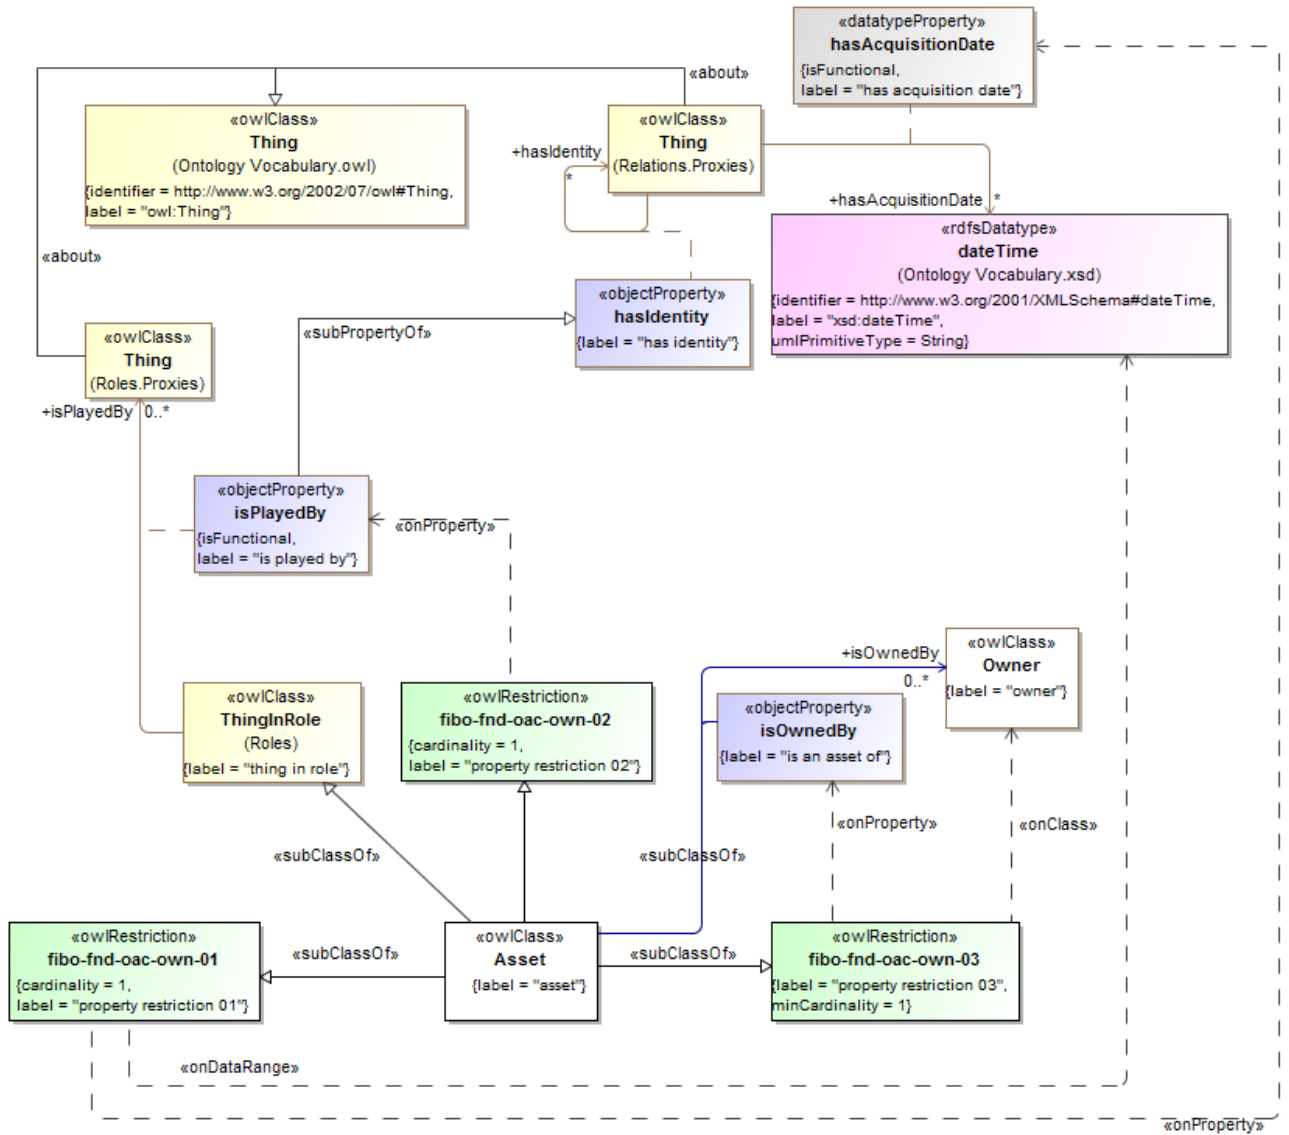 «datatypeProperty»
hasAcquisitionDate
{isFunctional,
label = "has acquisition date"}
«about»
«owlClass»
Thing
(Ontology Vocabulary.owl)
{identifier = http://www.w3.org/2002/07/owl#Thing,
label = "owl:Thing"}
+hasIdentity
*
«owlClass»
Thing
(Relations.Proxies)
+hasAcquisitionDate
*
«rdfsDatatype»
dateTime
(Ontology Vocabulary.xsd)
{identifier = http://www.w3.org/2001/XMLSchema#dateTime,
label = "xsd:dateTime",
umlPrimitiveType = String}
«about»
«objectProperty»
hasIdentity
{label = "has identity"}
«subPropertyOf»
«owlClass»
Thing
(Roles.Proxies)
+isPlayedBy
0..*
«objectProperty»
isPlayedBy
{isFunctional,
label = "is played by"}
«onProperty»
+isOwnedBy
0..*
«owlClass»
Owner
{label = "owner"}
«owlClass»
ThingInRole
(Roles)
{label = "thing in role"}
«owlRestriction»
fibo-fnd-oac-own-02
{cardinality = 1,
label = "property restriction 02"}
«objectProperty»
isOwnedBy
{label = "is an asset of"}
«onProperty»
«onClass»
«subClassOf»
«subClassOf»
«owlRestriction»
fibo-fnd-oac-own-01
{cardinality = 1,
label = "property restriction 01"}
«subClassOf»
«owlClass»
Asset
{label = "asset"}
«subClassOf»
«owlRestriction»
fibo-fnd-oac-own-03
{label = "property restriction 03",
minCardinality = 1}
«onDataRange»
«onProperty»